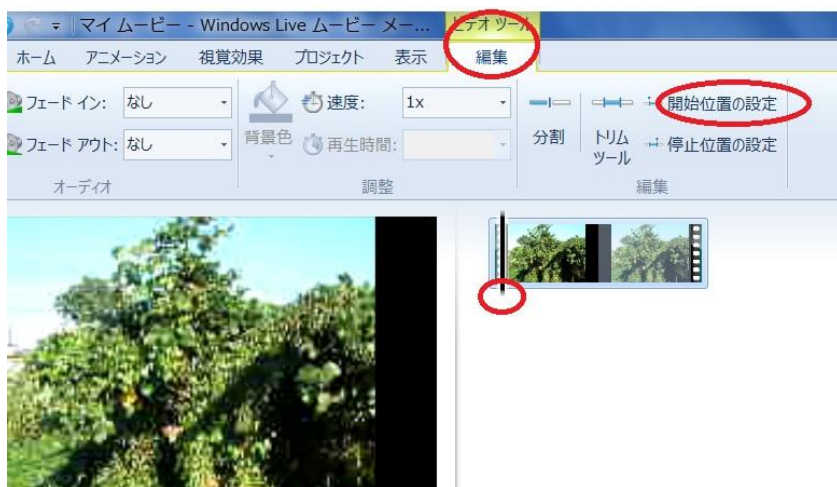 マイ ムービー - Windows Live ムービー メー...
ビデオ ツール
ホーム アニメーション 視覚効果 プロジェクト 表示 編集
フェード イン: なし
フェード アウト: なし
オーディオ
背景色
速度: 1x
再生時間:
調整
分割
トリム
ツール
開始位置の設定
停止位置の設定
編集